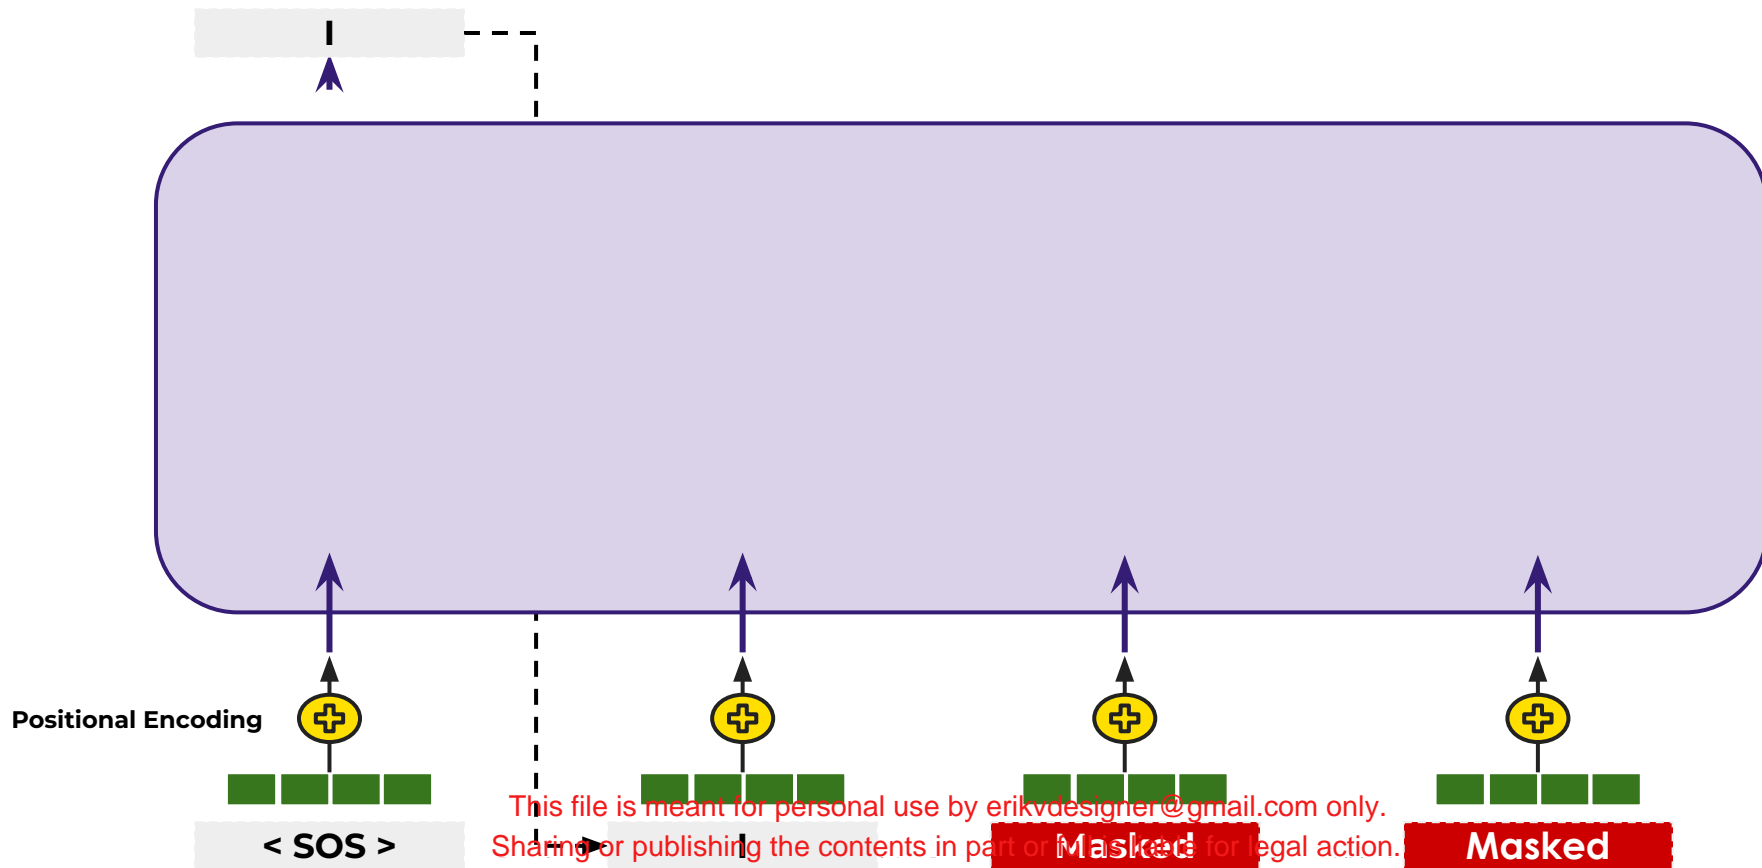 I
Positional Encoding
This file is meant for personal use by erikvdesigner@gmail.com only.
Sharing or publishing the contents in part or full is liable for legal action.
< SOS >
I
Masked
Masked